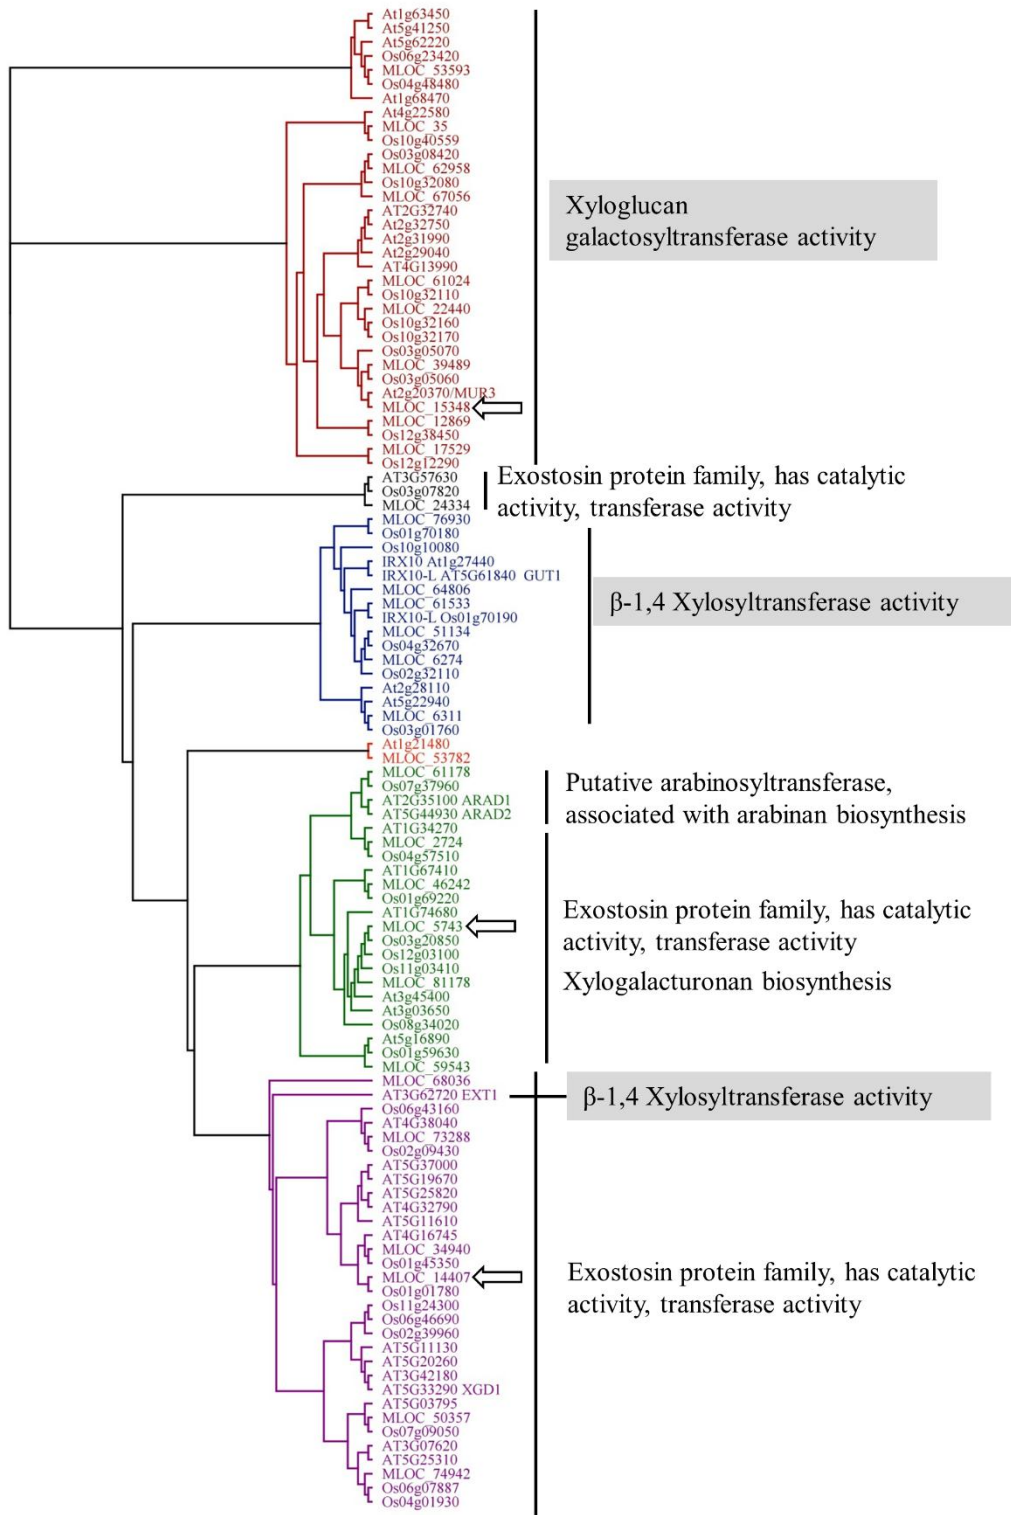 At1g63450
At5g41250
At5g62220
Os06g23420
MLOC_53593
Os04g48480
At1g68470
At4g22580
MLOC_35
Os10g40559
Os03g08420
MLOC_62958
Os10g32080
MLOC_67056
AT2G32740
At2g32750
At2g31990
At2g29040
AT4G13990
MLOC_61024
Os10g32110
MLOC_22440
Os10g32160
Os10g32170
Os03g05070
MLOC_39489
Os03g05060
At2g20370/MUR3
MLOC_15348
MLOC_12869
Os12g38450
MLOC_17529
Os12g12290
Xyloglucan
galactosyltransferase activity
AT3G57630
Os03g07820
MLOC_24334
Exostosin protein family, has catalytic
activity, transferase activity
MLOC_76930
Os01g70180
Os10g10080
IRX10 At1g27440
IRX10-L AT5G61840 GUT1
MLOC_64806
MLOC_61533
IRX10-L Os01g70190
MLOC_51134
Os04g32670
MLOC_6274
Os02g32110
At2g28110
At5g22940
MLOC_6311
Os03g01760
β-1,4 Xylosyltransferase activity
At1g21480
MLOC_53782
MLOC_61178
Os07g37960
AT2G35100 ARAD1
AT5G44930 ARAD2
Putative arabinosyltransferase,
associated with arabinan biosynthesis
AT1G34270
MLOC_2724
Os04g57510
AT1G67410
MLOC_46242
Os01g69220
AT1G74680
MLOC_5743
Os03g20850
Os12g03100
Os11g03410
MLOC_81178
At3g45400
At3g03650
Os08g34020
At5g16890
Os01g59630
MLOC_59543
Exostosin protein family, has catalytic
activity, transferase activity
Xylogalacturonan biosynthesis
MLOC_68036
AT3G62720 EXT1
β-1,4 Xylosyltransferase activity
Os06g43160
AT4G38040
MLOC_73288
Os02g09430
AT5G37000
AT5G19670
AT5G25820
AT4G32790
AT5G11610
AT4G16745
MLOC_34940
Os01g45350
MLOC_14407
Os01g01780
Os11g24300
Os06g46690
Os02g39960
AT5G11130
AT5G20260
AT3G42180
AT5G33290 XGD1
AT5G03795
MLOC_50357
Os07g09050
AT3G07620
AT5G25310
MLOC_74942
Os06g07887
Os04g01930
Exostosin protein family, has catalytic
activity, transferase activity